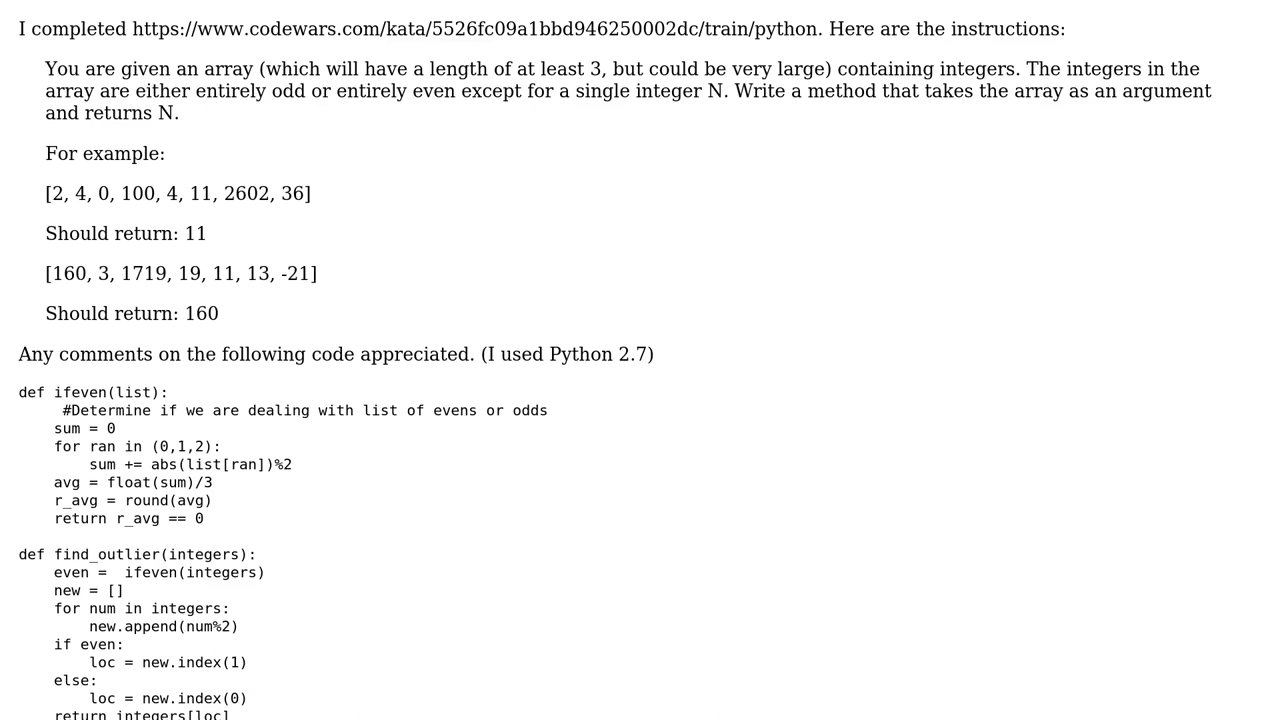 I completed https://www.codewars.com/kata/5526fc09a1bbd946250002dc/train/python. Here are the instructions:
You are given an array (which will have a length of at least 3, but could be very large) containing integers. The integers in the
array are either entirely odd or entirely even except for a single integer N. Write a method that takes the array as an argument
and returns N.
For example:
[2, 4, 0, 100, 4, 11, 2602, 36]
Should return: 11
[160, 3, 1719, 19, 11, 13, -21]
Should return: 160
Any comments on the following code appreciated. (I used Python 2.7)
def ifeven(list):
     #Determine if we are dealing with list of evens or odds
    sum = 0
    for ran in (0,1,2):
        sum += abs(list[ran])%2
    avg = float(sum)/3
    r_avg = round(avg)
    return r_avg == 0
def find_outlier(integers):
    even =  ifeven(integers)
    new = []
    for num in integers:
        new.append(num%2)
    if even:
        loc = new.index(1)
    else:
        loc = new.index(0)
    return integers[loc]